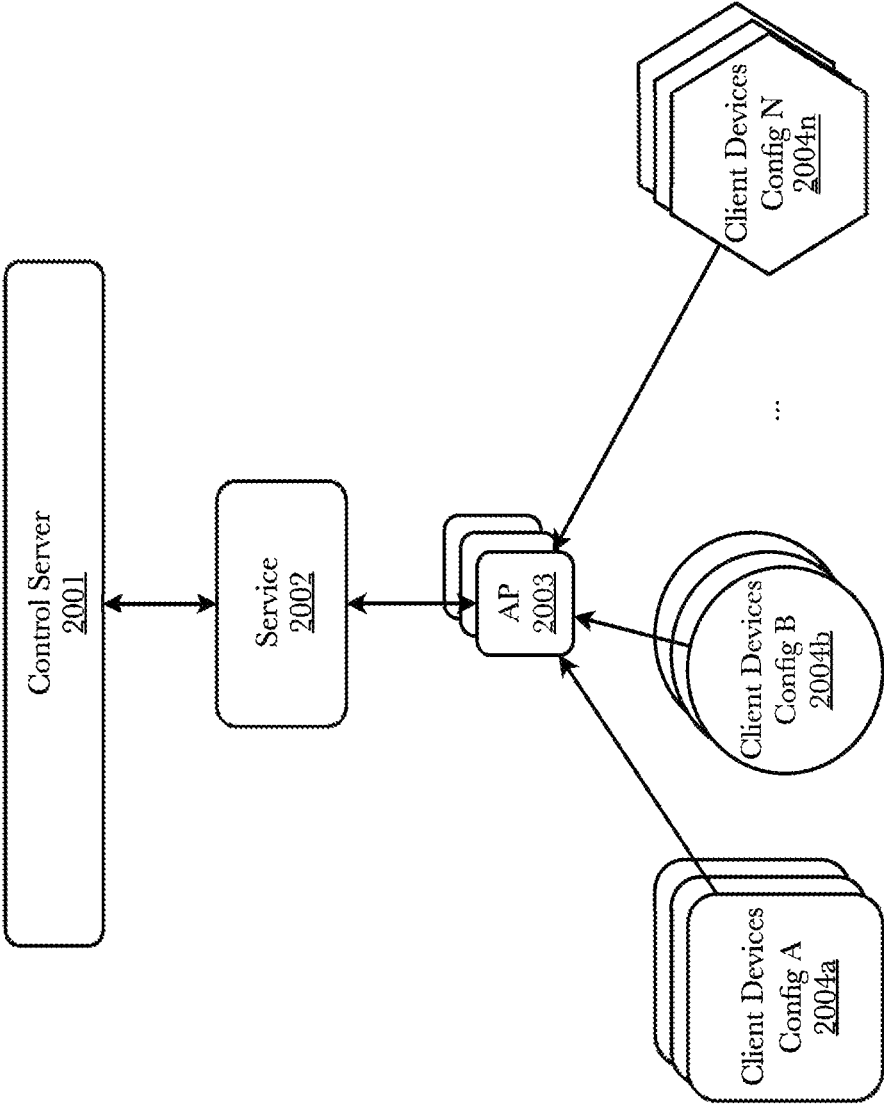 Control Server
2001
Service
2002
AP
2003
Client Devices
Config A
2004a
Client Devices
Config B
2004b
...
Client Devices
Config N
2004n